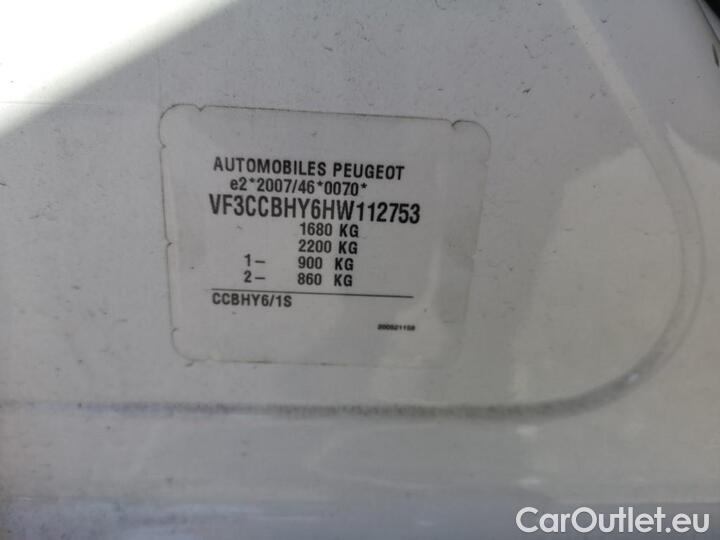 AUTOMOBILES PEUGEOT
e2*2007/46*0070*
VF3CCBHY6HW112753
1680 KG
2200 KG
1– 900 KG
2– 860 KG
CCBHY6/1S
CarOutlet.eu